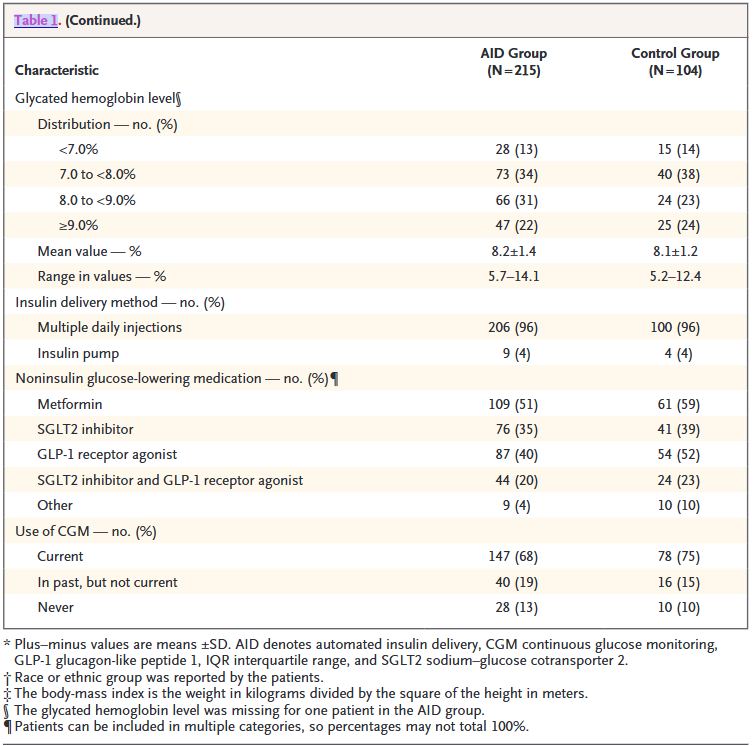 Table 1. (Continued.)
Characteristic AID Group (N=215) Control Group (N=104)
Glycated hemoglobin level§
Distribution — no. (%)
<7.0% 28 (13) 15 (14)
7.0 to <8.0% 73 (34) 40 (38)
8.0 to <9.0% 66 (31) 24 (23)
≥9.0% 47 (22) 25 (24)
Mean value — % 8.2±1.4 8.1±1.2
Range in values — % 5.7–14.1 5.2–12.4
Insulin delivery method — no. (%)
Multiple daily injections 206 (96) 100 (96)
Insulin pump 9 (4) 4 (4)
Noninsulin glucose-lowering medication — no. (%)¶
Metformin 109 (51) 61 (59)
SGLT2 inhibitor 76 (35) 41 (39)
GLP-1 receptor agonist 87 (40) 54 (52)
SGLT2 inhibitor and GLP-1 receptor agonist 44 (20) 24 (23)
Other 9 (4) 10 (10)
Use of CGM — no. (%)
Current 147 (68) 78 (75)
In past, but not current 40 (19) 16 (15)
Never 28 (13) 10 (10)
* Plus–minus values are means ±SD. AID denotes automated insulin delivery, CGM continuous glucose monitoring,
GLP-1 glucagon-like peptide 1, IQR interquartile range, and SGLT2 sodium–glucose cotransporter 2.
† Race or ethnic group was reported by the patients.
‡ The body-mass index is the weight in kilograms divided by the square of the height in meters.
§ The glycated hemoglobin level was missing for one patient in the AID group.
¶ Patients can be included in multiple categories, so percentages may not total 100%.